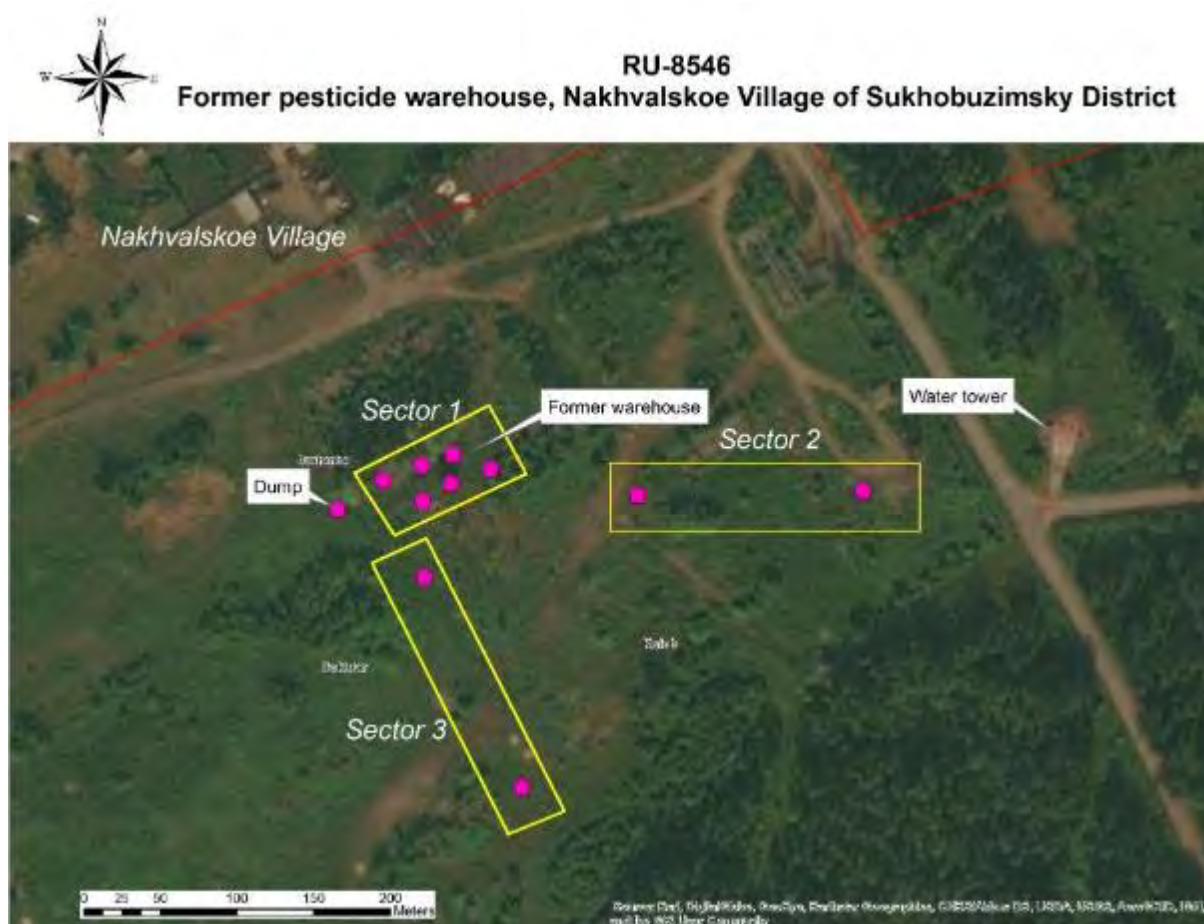 N
W E
S
RU-8546
Former pesticide warehouse, Nakhvalskoe Village of Sukhobuzimsky District
Nakhvalskoe Village
Sector 1
Former warehouse
Water tower
Sector 2
Dump
Sector 3
0 25 50 100 150 200
Meters